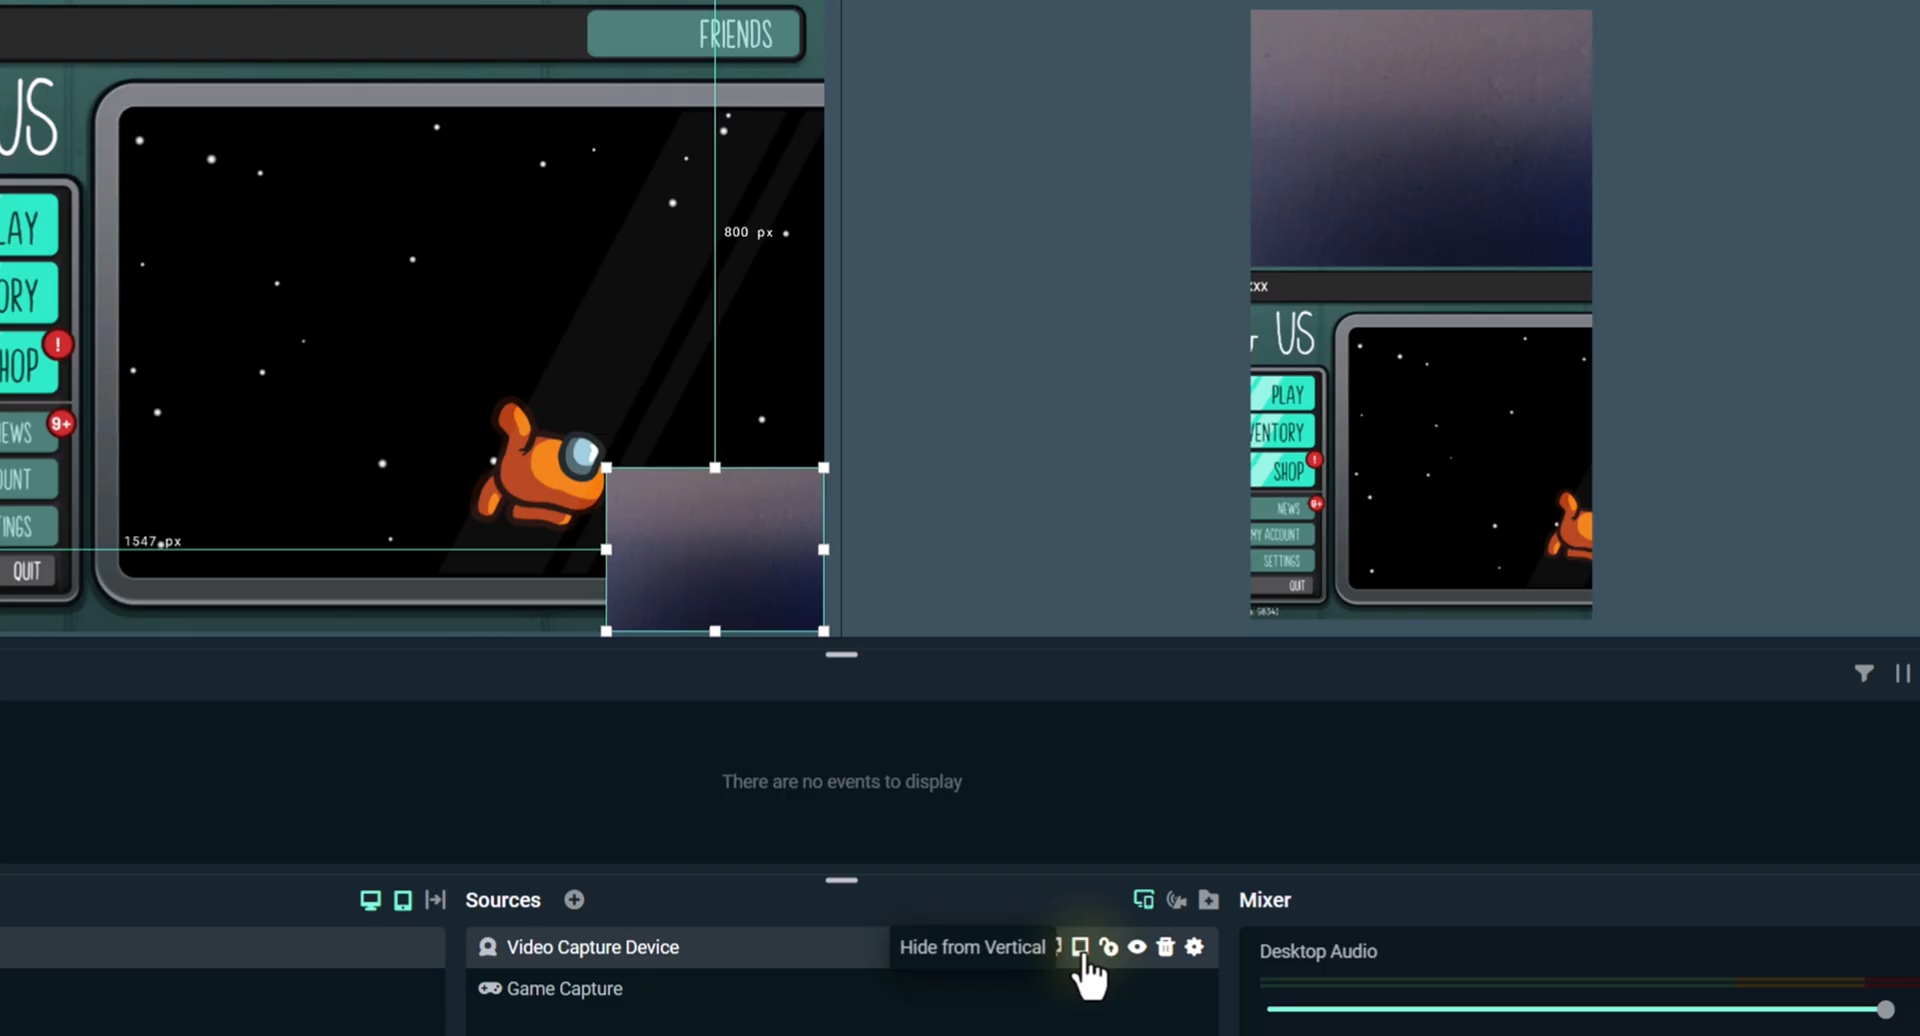 FRIENDS
US
LAY
ORY
HOP
!
EWS
9+
UNT
INGS
QUIT
800 px
1547 px
XX
US
PLAY
VENTORY
SHOP
!
NEWS
9+
MY ACCOUNT
SETTINGS
QUIT
There are no events to display
Sources
Mixer
Video Capture Device
Hide from Vertical
Game Capture
Desktop Audio